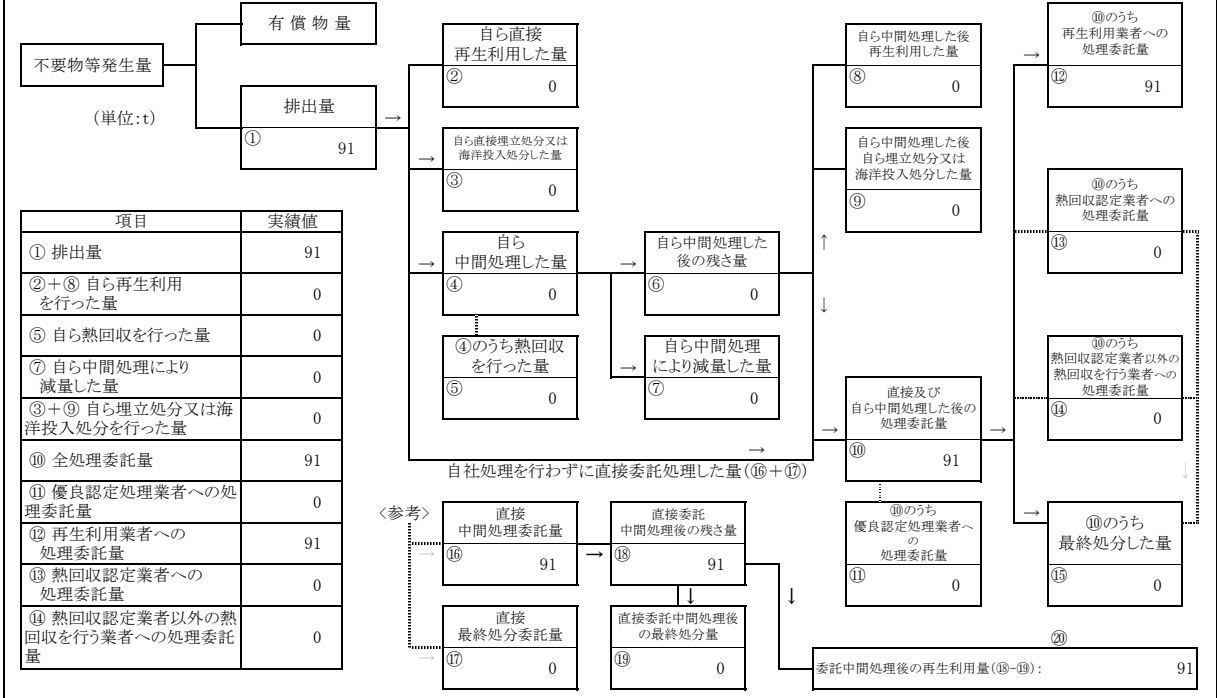 有 償 物 量
不要物等発生量
(単位:t)
排出量
①
91
→
自ら直接
再生利用した量
②
0
→
自ら直接埋立処分又は
海洋投入処分した量
③
0
→
自ら
中間処理した量
④
0
④のうち熱回収
を行った量
⑤
0
→
自ら中間処理した
後の残さ量
⑥
0
→
自ら中間処理
により減量した量
⑦
0
自ら中間処理した後
再生利用した量
⑧
0
自ら中間処理した後
自ら埋立処分又は
海洋投入処分した量
⑨
0
↑
↓
→
直接及び
自ら中間処理した後の
処理委託量
⑩
91
→
⑩のうち
優良認定処理業者へ
の
処理委託量
⑪
0
→
⑩のうち
再生利用業者への
処理委託量
⑫
91
⑩のうち
熱回収認定業者への
処理委託量
⑬
0
⑩のうち
熱回収認定業者以外の
熱回収を行う業者への
処理委託量
⑭
0
↓
→
⑩のうち
最終処分した量
⑮
0
→
自社処理を行わずに直接委託処理した量(⑯+⑰)
<参考>
→
直接
中間処理委託量
⑯
91
→
直接委託
中間処理後の残さ量
⑱
91
↓
↓
→
直接
最終処分委託量
⑰
0
直接委託中間処理後
の最終処分量
⑲
0
→
⑳
委託中間処理後の再生利用量(⑱-⑲): 91
項目 実績値
① 排出量 91
②+⑧ 自ら再生利用
を行った量 0
⑤ 自ら熱回収を行った量 0
⑦ 自ら中間処理により
減量した量 0
③+⑨ 自ら埋立処分又は海
洋投入処分を行った量 0
⑩ 全処理委託量 91
⑪ 優良認定処理業者への処
理委託量 0
⑫ 再生利用業者への
処理委託量 91
⑬ 熱回収認定業者への
処理委託量 0
⑭ 熱回収認定業者以外の熱
回収を行う業者への処理委託
量 0